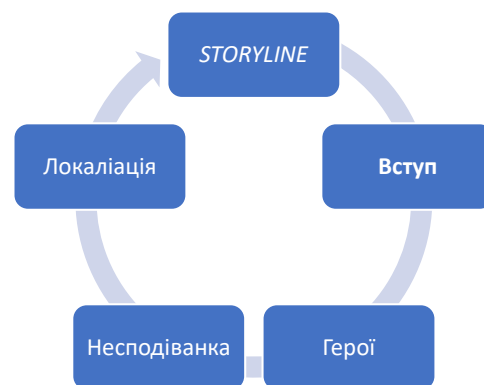 STORYLINE
Вступ
Герої
Несподіванка
Локаліація